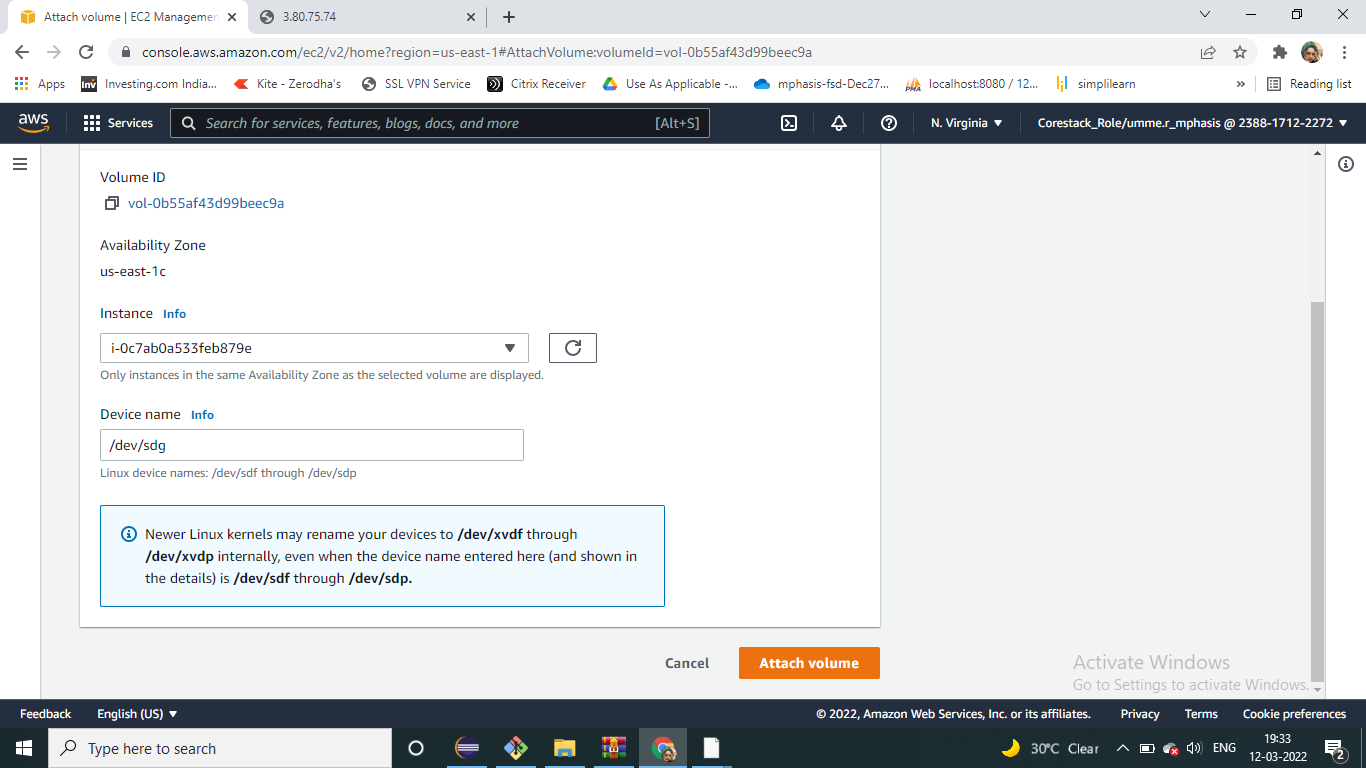 Attach volume | EC2 Managemen
3.80.75.74
console.aws.amazon.com/ec2/v2/home?region=us-east-1#AttachVolume:volumeId=vol-0b55af43d99beec9a
Apps
inv Investing.com India...
Kite - Zerodha's
SSL VPN Service
Citrix Receiver
Use As Applicable -...
mphasis-fsd-Dec27...
localhost:8080 / 12...
simplilearn
»
Reading list
aws
Services
Search for services, features, blogs, docs, and more [Alt+S]
N. Virginia
Corestack_Role/umme.r_mphasis @ 2388-1712-2272
Volume ID
vol-0b55af43d99beec9a
Availability Zone
us-east-1c
Instance Info
i-0c7ab0a533feb879e
Only instances in the same Availability Zone as the selected volume are displayed.
Device name Info
/dev/sdg
Linux device names: /dev/sdf through /dev/sdp
Newer Linux kernels may rename your devices to /dev/xvdf through
/dev/xvdp internally, even when the device name entered here (and shown in
the details) is /dev/sdf through /dev/sdp.
Cancel
Attach volume
Activate Windows
Go to Settings to activate Windows.
Feedback
English (US)
© 2022, Amazon Web Services, Inc. or its affiliates.
Privacy
Terms
Cookie preferences
Type here to search
30°C Clear
ENG
19:33
12-03-2022
2